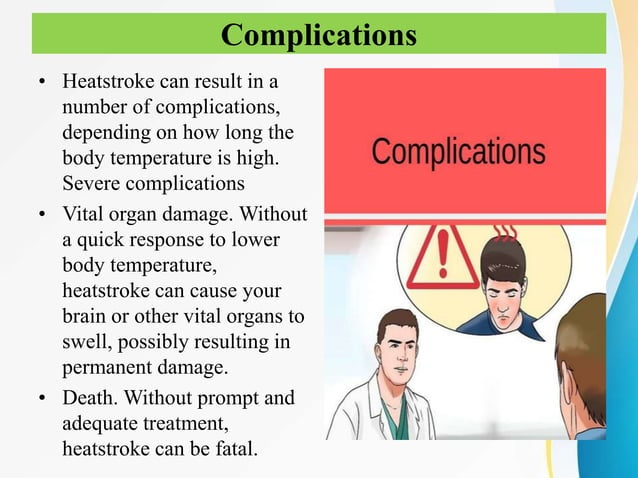 Complications
• Heatstroke can result in a
number of complications,
depending on how long the
body temperature is high.
Severe complications
• Vital organ damage. Without
a quick response to lower
body temperature,
heatstroke can cause your
brain or other vital organs to
swell, possibly resulting in
permanent damage.
• Death. Without prompt and
adequate treatment,
heatstroke can be fatal.
Complications
!